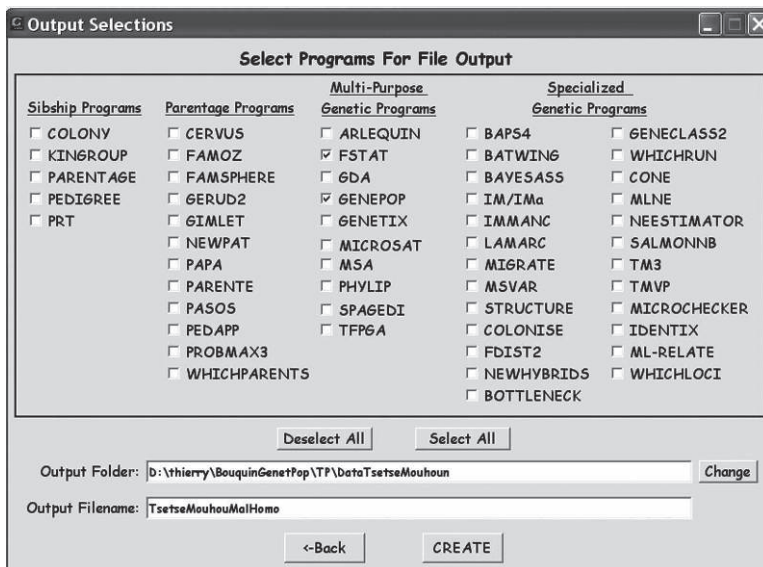 Output Selections
Select Programs For File Output
Sibship Programs
COLONY
KINGROUP
PARENTAGE
PEDIGREE
PRT
Parentage Programs
CERVUS
FAMOZ
FAMSPHERE
GERUD2
GIMLET
NEWPAT
PAPA
PARENTE
PASOS
PEDAPP
PROBMAX3
WHICHPARENTS
Multi-Purpose
Genetic Programs
ARLEQUIN
FSTAT
GDA
GENEPOP
GENETIX
MICROSAT
MSA
PHYLIP
SPAGEDI
TFPGA
Specialized
Genetic Programs
BAPS4
BATWING
BAYESASS
IM/IMa
IMMANC
LAMARC
MIGRATE
MSVAR
STRUCTURE
COLONISE
FDIST2
NEWHYBRIDS
BOTTLENECK
GENECLASS2
WHICHRUN
CONE
MLNE
NEESTIMATOR
SALMONNB
TM3
TMVP
MICROCHECKER
IDENTIX
ML-RELATE
WHICHLOCI
Deselect All Select All
Output Folder: D:\thierry\BouquinGenetPop\TP\DataTsetseMouhoun Change
Output Filename: TsetseMouhouMalHomo
<-Back CREATE